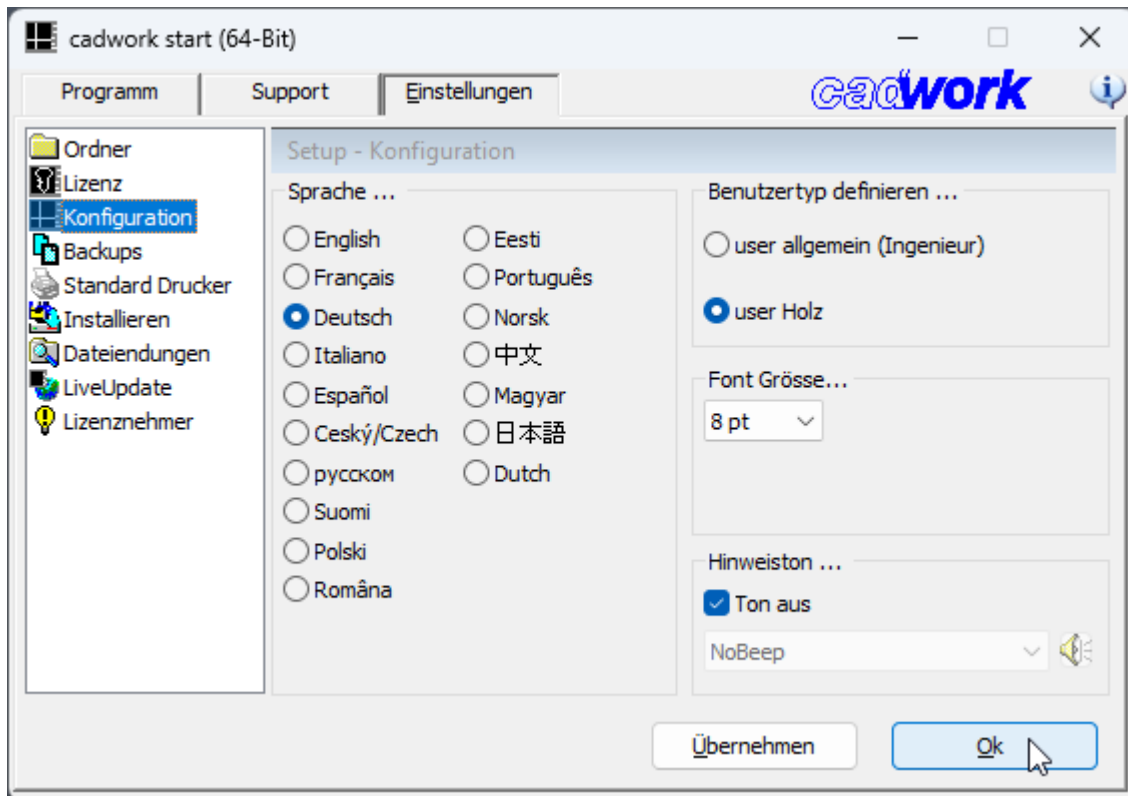 cadwork start (64-Bit)
Programm
Support
Einstellungen
cadwork
Ordner
Lizenz
Konfiguration
Backups
Standard Drucker
Installieren
Dateiendungen
LiveUpdate
Lizenznehmer
Setup - Konfiguration
Sprache ...
English
Français
Deutsch
Italiano
Español
Ceský/Czech
русском
Suomi
Polski
Româna
Eesti
Português
Norsk
中文
Magyar
日本語
Dutch
Benutzertyp definieren ...
user allgemein (Ingenieur)
user Holz
Font Grösse...
8 pt
Hinweiston ...
Ton aus
NoBeep
Übernehmen
Ok